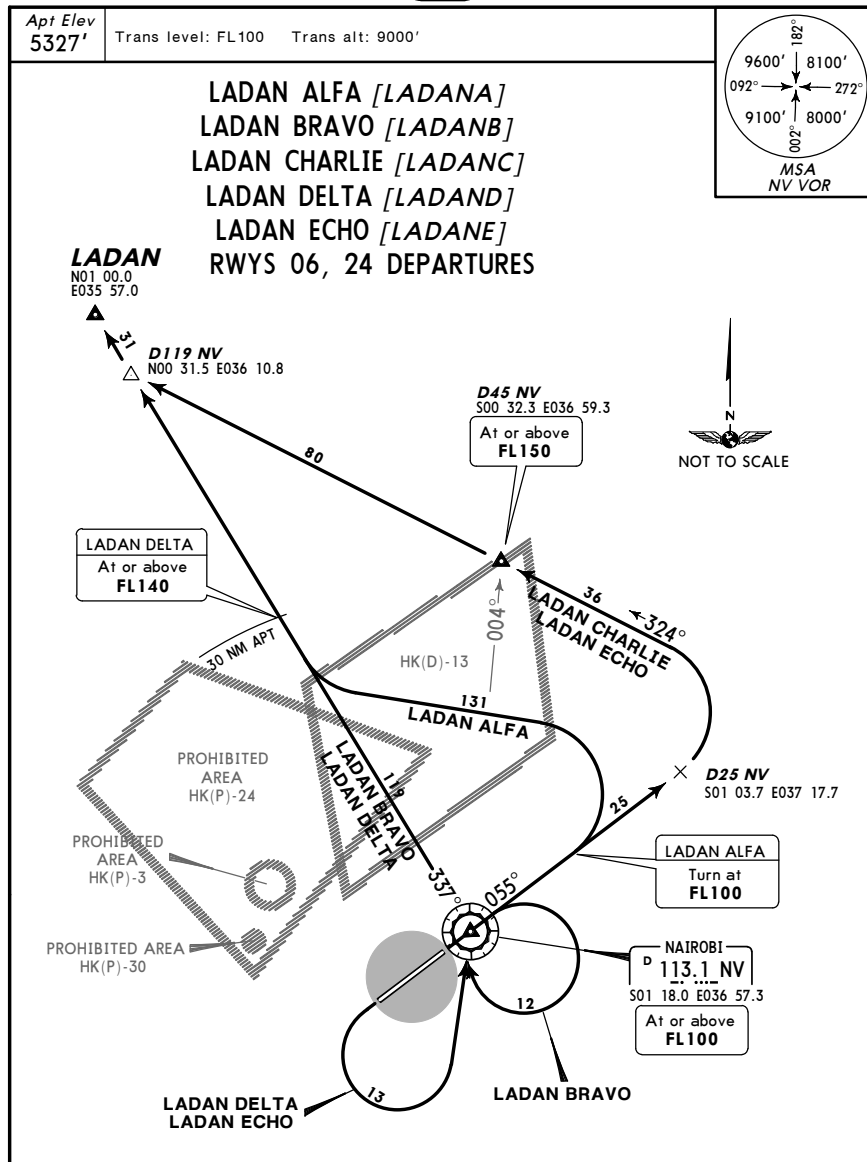 Apt Elev
5327'
Trans level: FL100 Trans alt: 9000'
182°
9600' 8100'
092° 272°
9100' 8000'
002°
MSA
NV VOR
LADAN ALFA [LADANA]
LADAN BRAVO [LADANB]
LADAN CHARLIE [LADANC]
LADAN DELTA [LADAND]
LADAN ECHO [LADANE]
RWYS 06, 24 DEPARTURES
LADAN
N01 00.0
E035 57.0
31
D119 NV
N00 31.5 E036 10.8
D45 NV
S00 32.3 E036 59.3
At or above
FL150
N
NOT TO SCALE
80
LADAN DELTA
At or above
FL140
30 NM APT
004°
36
324°
LADAN CHARLIE
LADAN ECHO
HK(D)-13
131
LADAN ALFA
PROHIBITED
AREA
HK(P)-24
119
LADAN BRAVO
LADAN DELTA
D25 NV
S01 03.7 E037 17.7
25
PROHIBITED
AREA
HK(P)-3
LADAN ALFA
Turn at
FL100
337°
055°
PROHIBITED AREA
HK(P)-30
NAIROBI
D 113.1 NV
S01 18.0 E036 57.3
At or above
FL100
12
LADAN BRAVO
13
LADAN DELTA
LADAN ECHO